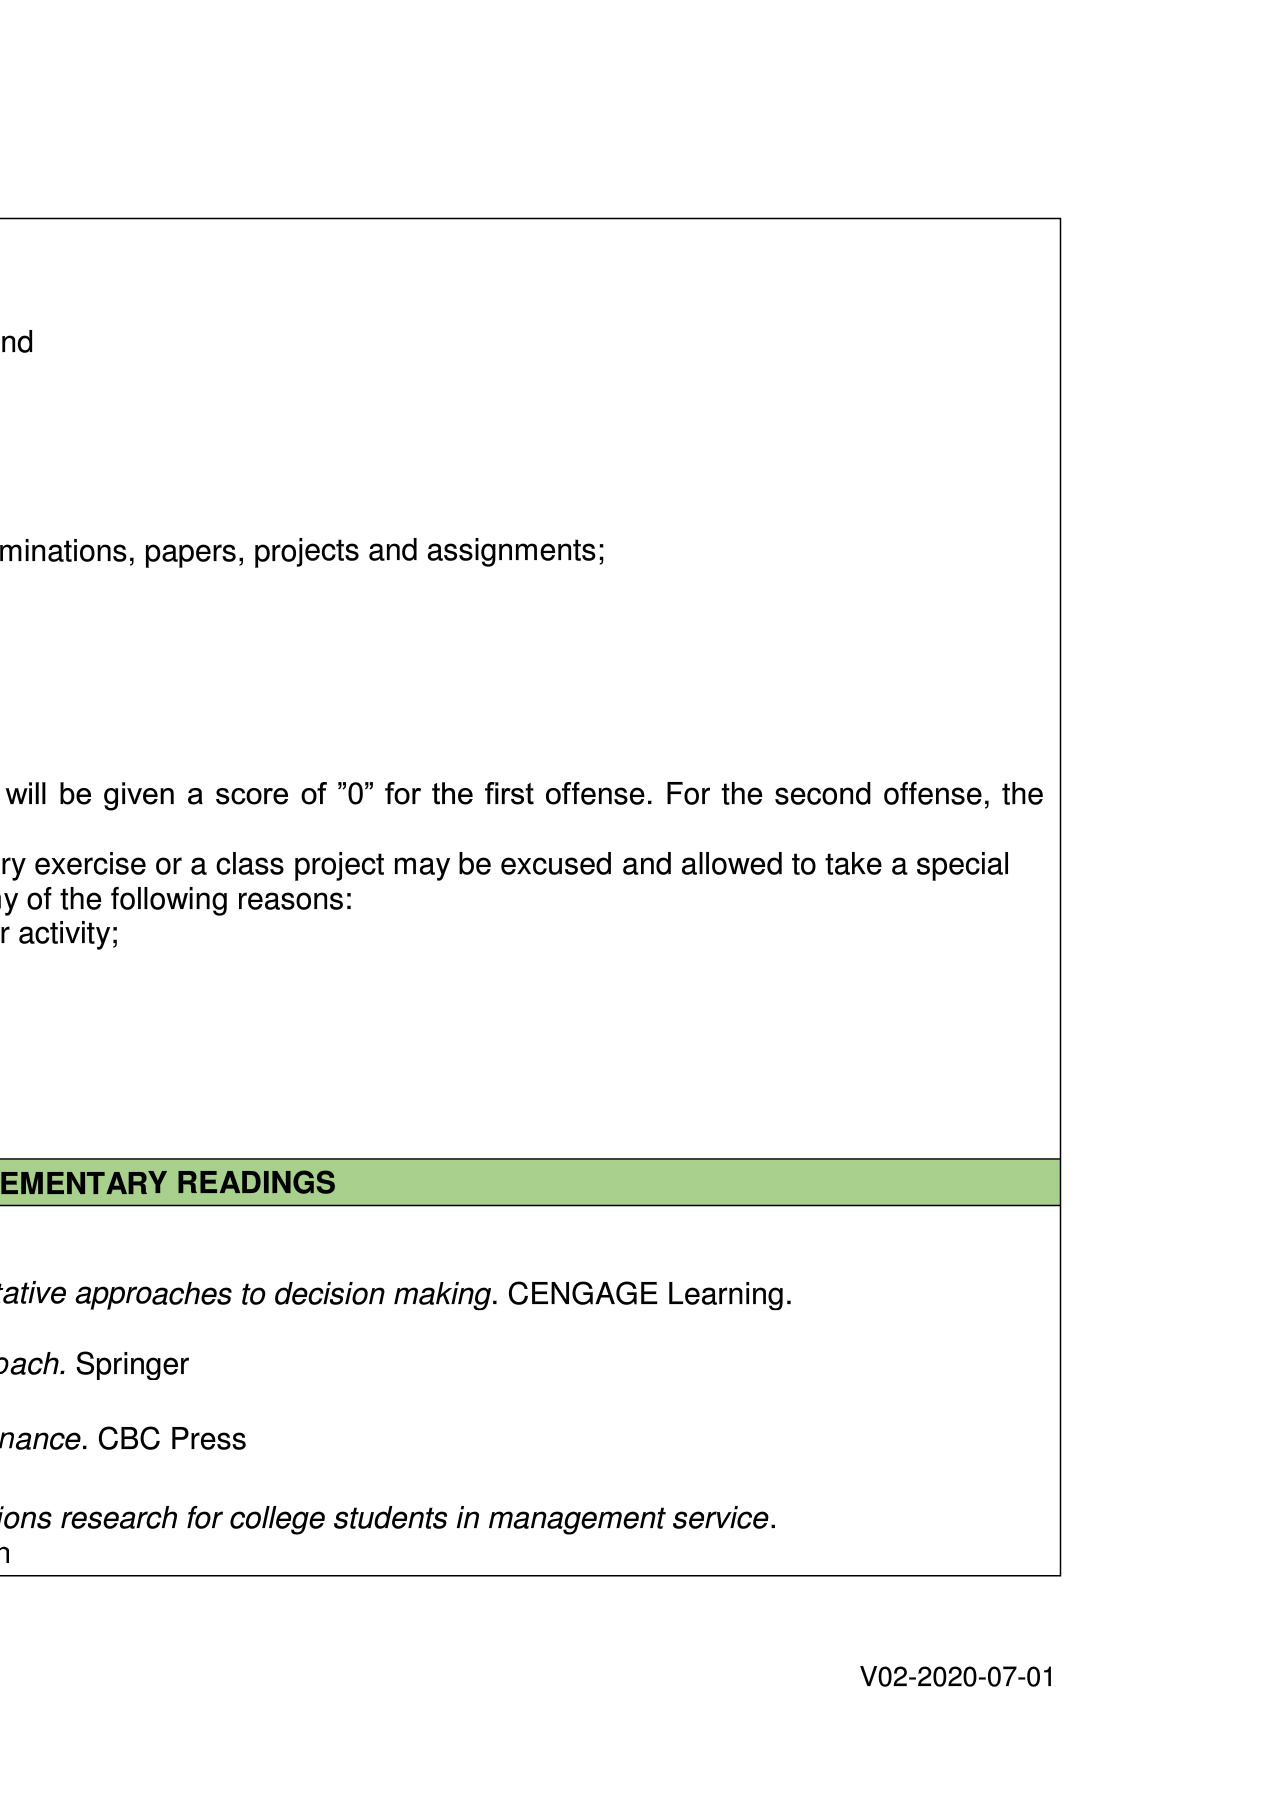 nd
minations, papers, projects and assignments;
will be given a score of ”0” for the first offense. For the second offense, the
ry exercise or a class project may be excused and allowed to take a special
y of the following reasons:
r activity;
EMENTARY READINGS
tative approaches to decision making. CENGAGE Learning.
oach. Springer
nance. CBC Press
ions research for college students in management service.
n
V02-2020-07-01